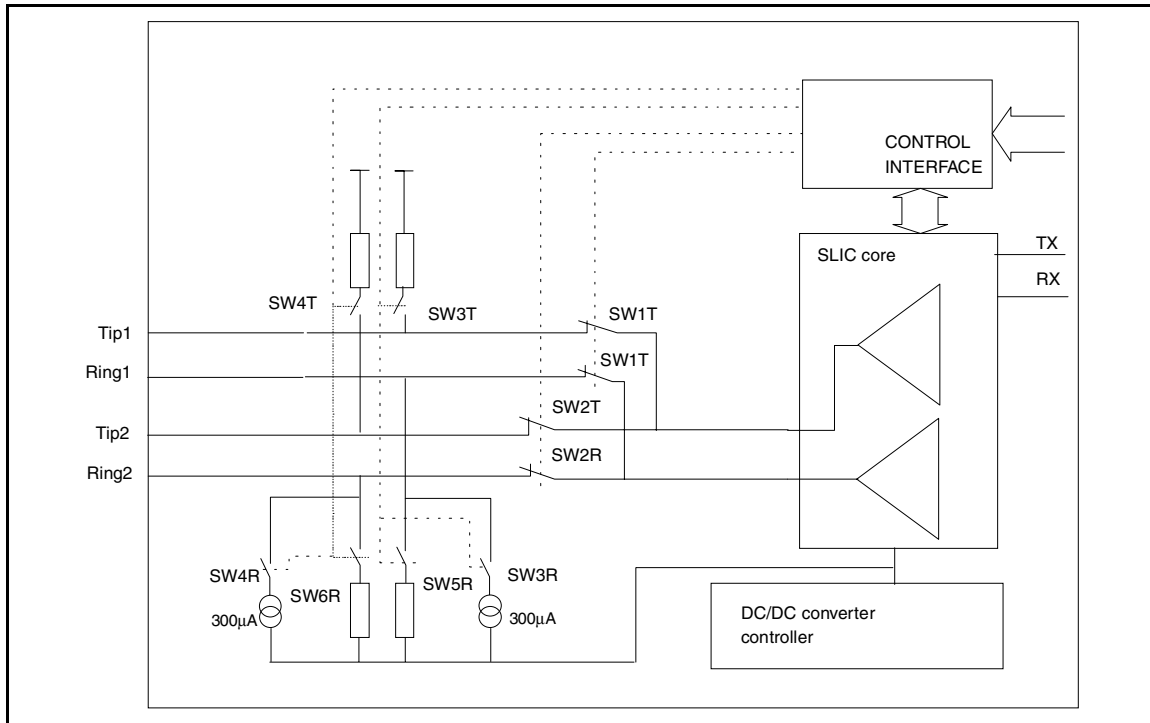 CONTROL
INTERFACE
SLIC core
TX
RX
SW4T
SW3T
SW1T
Tip1
SW1T
Ring1
SW2T
Tip2
SW2R
Ring2
SW4R
SW6R
SW5R
SW3R
300µA
300µA
DC/DC converter
controller